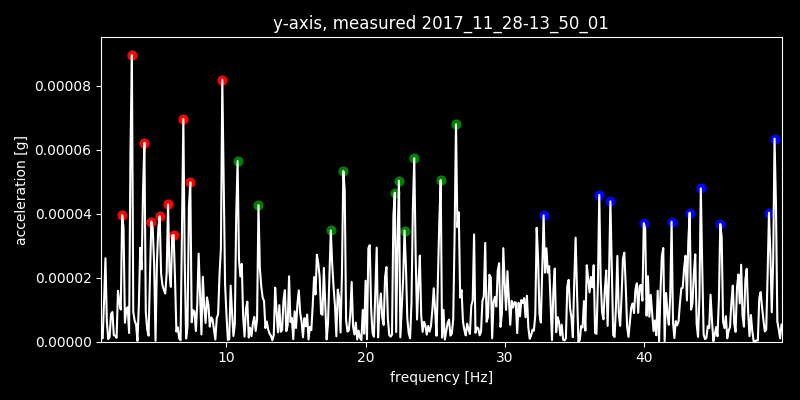 y-axis, measured 2017_11_28-13_50_01
0.00008
0.00006
0.00004
0.00002
0.00000
acceleration [g]
10 20 30 40
frequency [Hz]